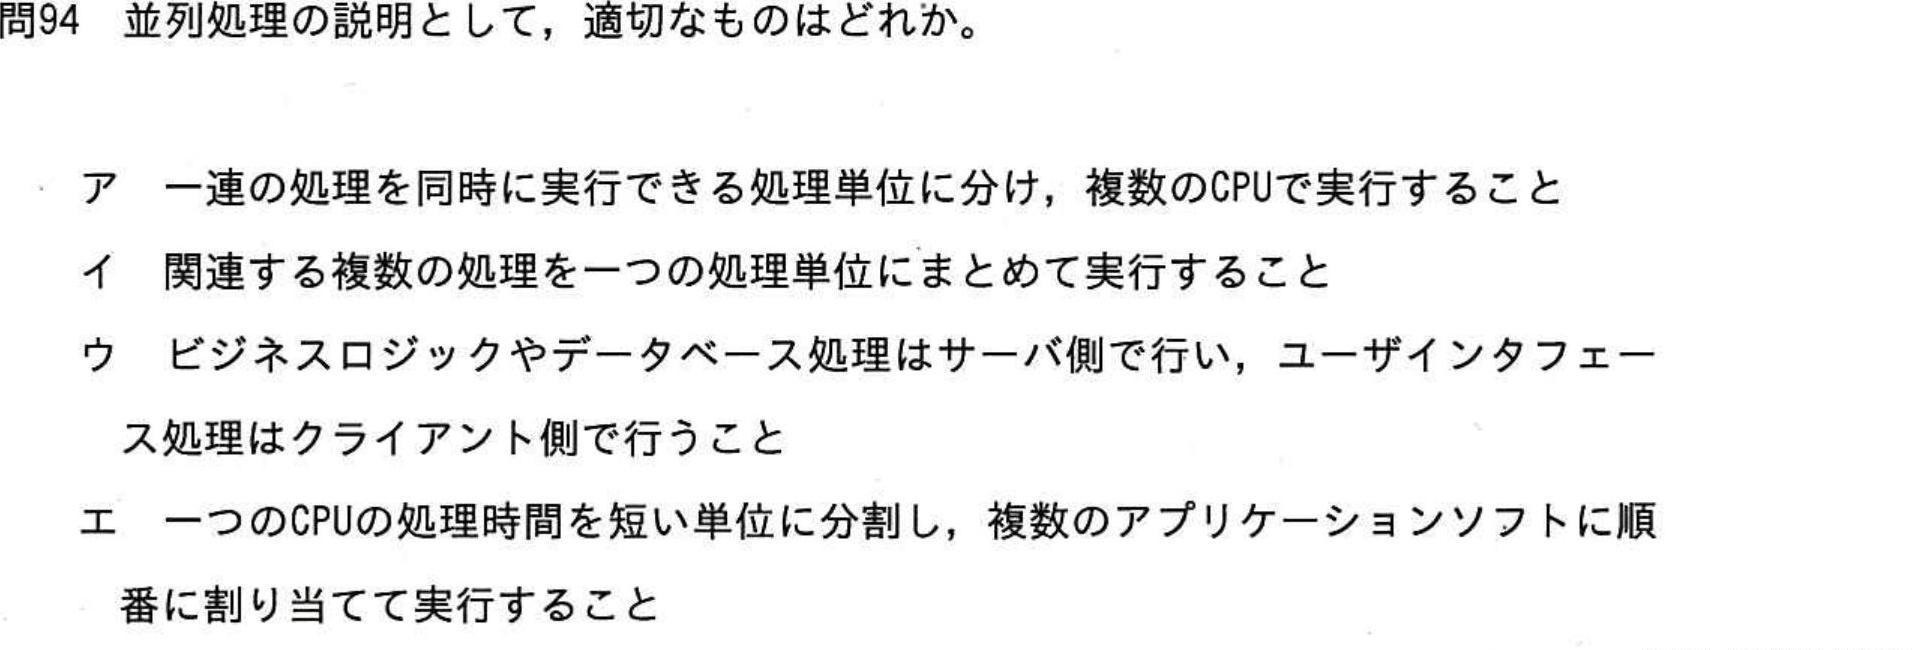 問94　並列処理の説明として，適切なものはどれか。
ア　一連の処理を同時に実行できる処理単位に分け，複数のCPUで実行すること
イ　関連する複数の処理を一つの処理単位にまとめて実行すること
ウ　ビジネスロジックやデータベース処理はサーバ側で行い，ユーザインタフェー
ス処理はクライアント側で行うこと
エ　一つのCPUの処理時間を短い単位に分割し，複数のアプリケーションソフトに順
番に割り当てて実行すること